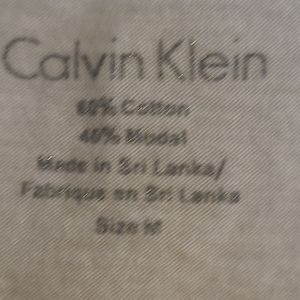 Calvin Klein
60% Cotton
40% Modal
Made in Sri Lanka/
Fabrique en Sri Lanka
Size M